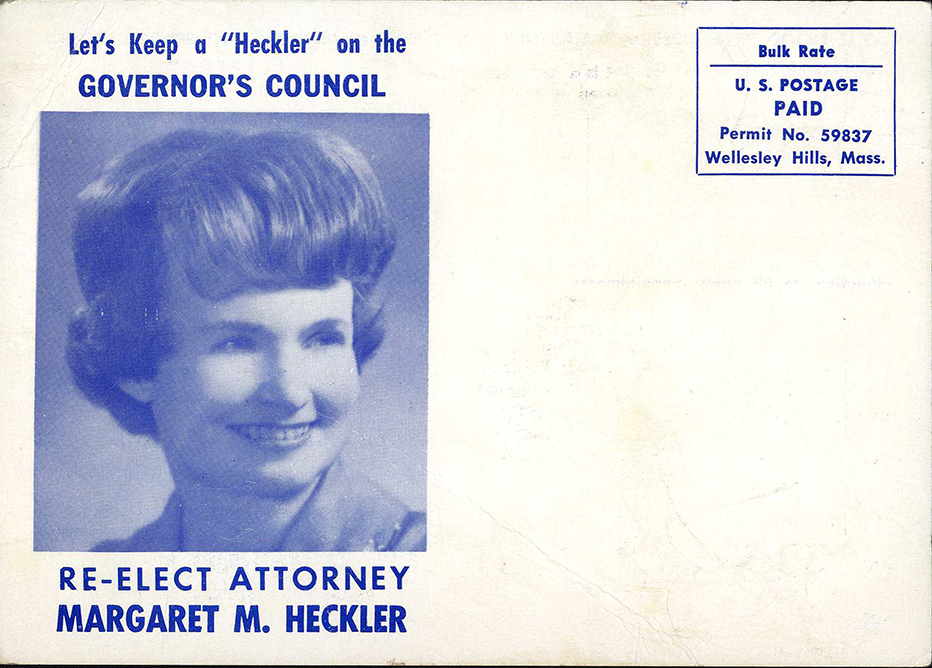 Let's Keep a "Heckler" on the
GOVERNOR'S COUNCIL
Bulk Rate
U. S. POSTAGE
PAID
Permit No. 59837
Wellesley Hills, Mass.
RE-ELECT ATTORNEY
MARGARET M. HECKLER